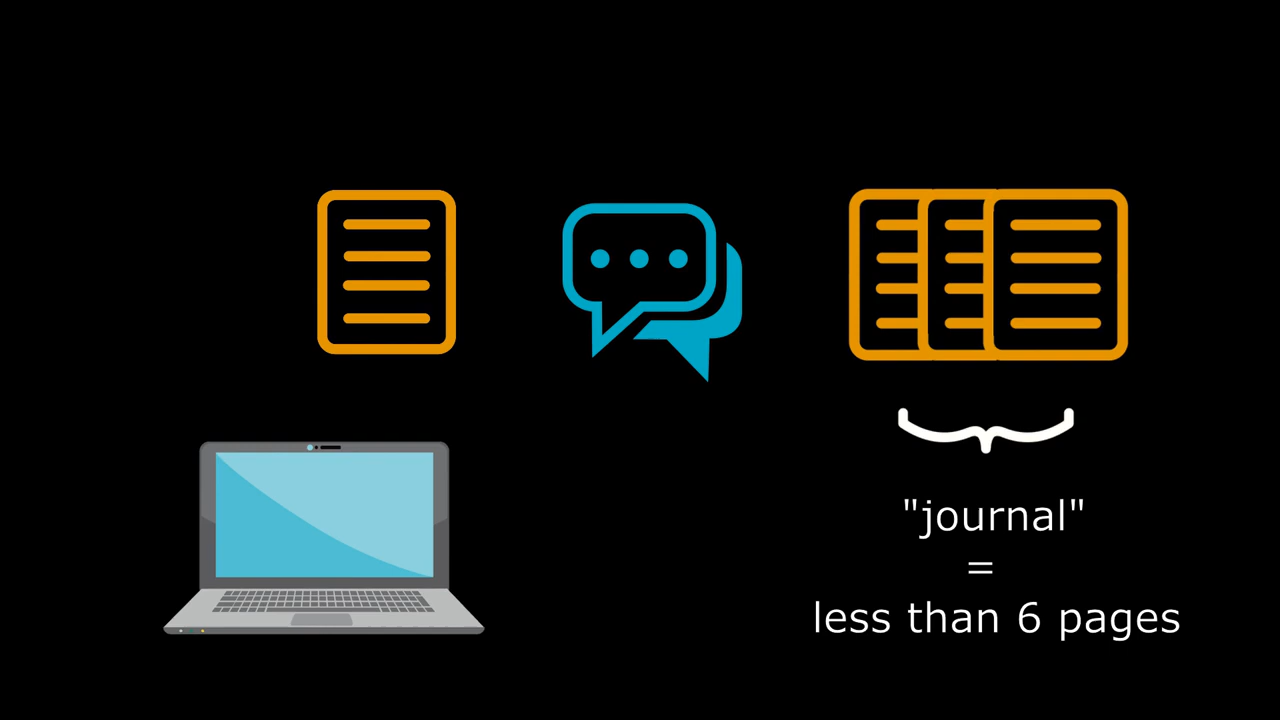 "journal"
=
less than 6 pages